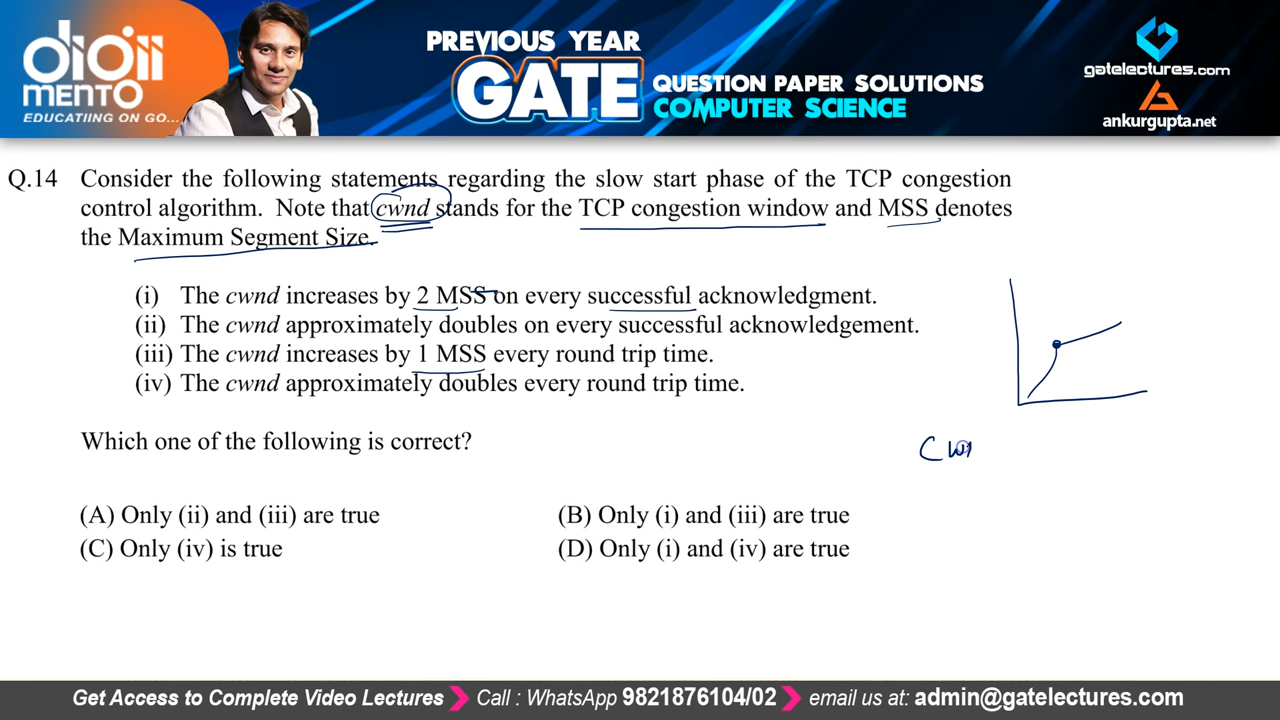 digiimento
EDUCATIING ON GO...
PREVIOUS YEAR
GATE
QUESTION PAPER SOLUTIONS
COMPUTER SCIENCE
gatelectures.com
ankurgupta.net
Q.14 Consider the following statements regarding the slow start phase of the TCP congestion
control algorithm. Note that cwnd stands for the TCP congestion window and MSS denotes
the Maximum Segment Size.
(i) The cwnd increases by 2 MSS on every successful acknowledgment.
(ii) The cwnd approximately doubles on every successful acknowledgement.
(iii) The cwnd increases by 1 MSS every round trip time.
(iv) The cwnd approximately doubles every round trip time.
Which one of the following is correct?
(A) Only (ii) and (iii) are true
(B) Only (i) and (iii) are true
(C) Only (iv) is true
(D) Only (i) and (iv) are true
Get Access to Complete Video Lectures Call : WhatsApp 9821876104/02 email us at: admin@gatelectures.com